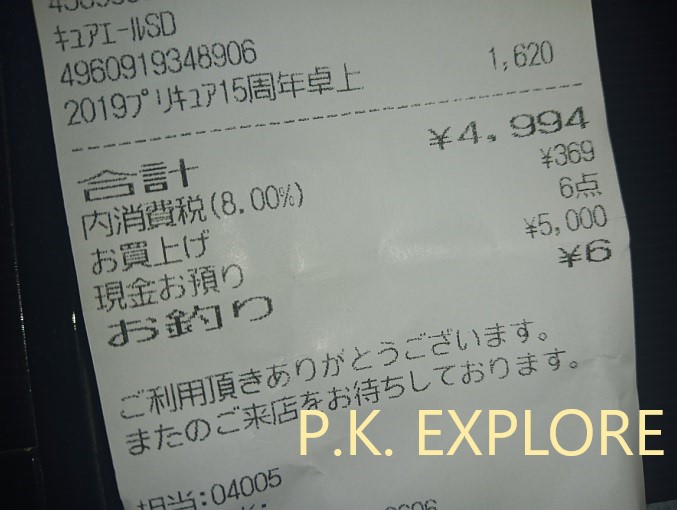 ｷｭｱｴｰﾙSD
4960919348906
2019ﾌﾟﾘｷｭｱ15周年卓上 1,620
合計 ¥4,994
内消費税(8.00%) ¥369
お買上げ 6点
現金お預り ¥5,000
お釣り ¥6
ご利用頂きありがとうございます。
またのご来店をお待ちしております。
担当:04005
P.K. EXPLORE